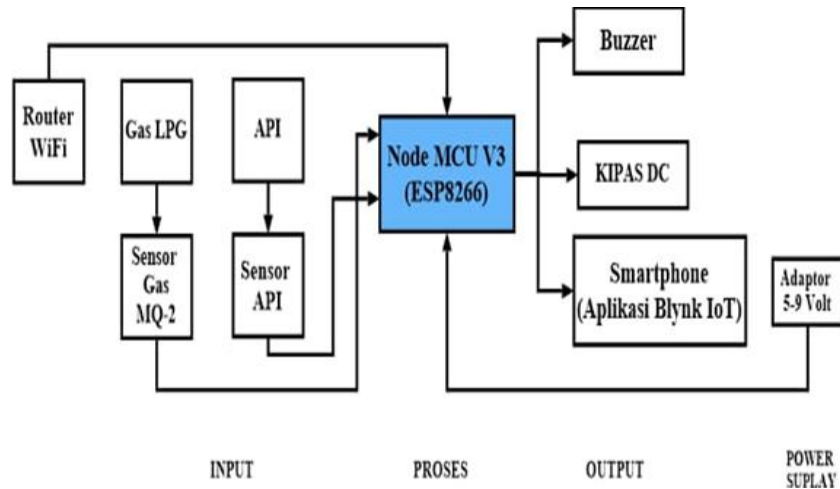 Router
WiFi
Gas LPG
API
Sensor
Gas
MQ-2
Sensor
API
Node MCU V3
(ESP8266)
Buzzer
KIPAS DC
Smartphone
(Aplikasi Blynk IoT)
Adaptor
5-9 Volt
INPUT
PROSES
OUTPUT
POWER
SUPLAY